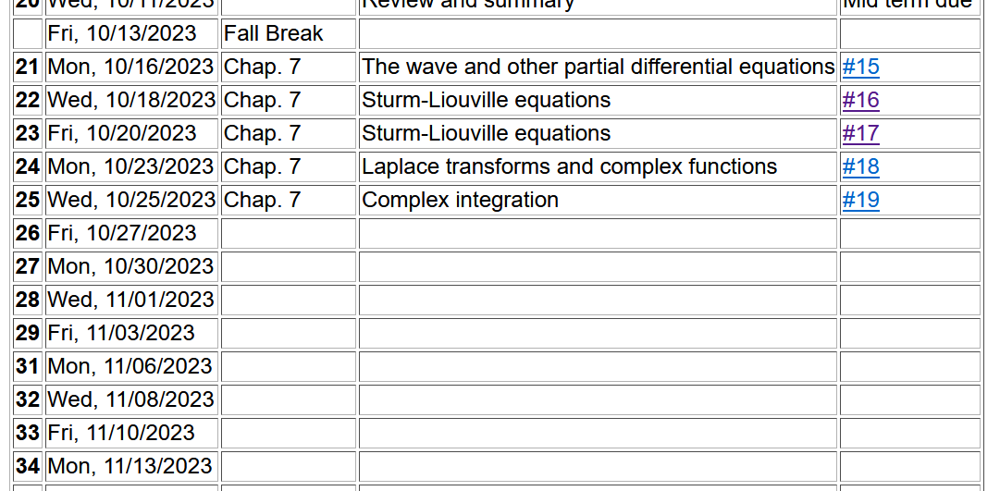 20 Wed, 10/11/2023 Review and summary Mid term due
Fri, 10/13/2023 Fall Break
21 Mon, 10/16/2023 Chap. 7 The wave and other partial differential equations #15
22 Wed, 10/18/2023 Chap. 7 Sturm-Liouville equations #16
23 Fri, 10/20/2023 Chap. 7 Sturm-Liouville equations #17
24 Mon, 10/23/2023 Chap. 7 Laplace transforms and complex functions #18
25 Wed, 10/25/2023 Chap. 7 Complex integration #19
26 Fri, 10/27/2023
27 Mon, 10/30/2023
28 Wed, 11/01/2023
29 Fri, 11/03/2023
31 Mon, 11/06/2023
32 Wed, 11/08/2023
33 Fri, 11/10/2023
34 Mon, 11/13/2023